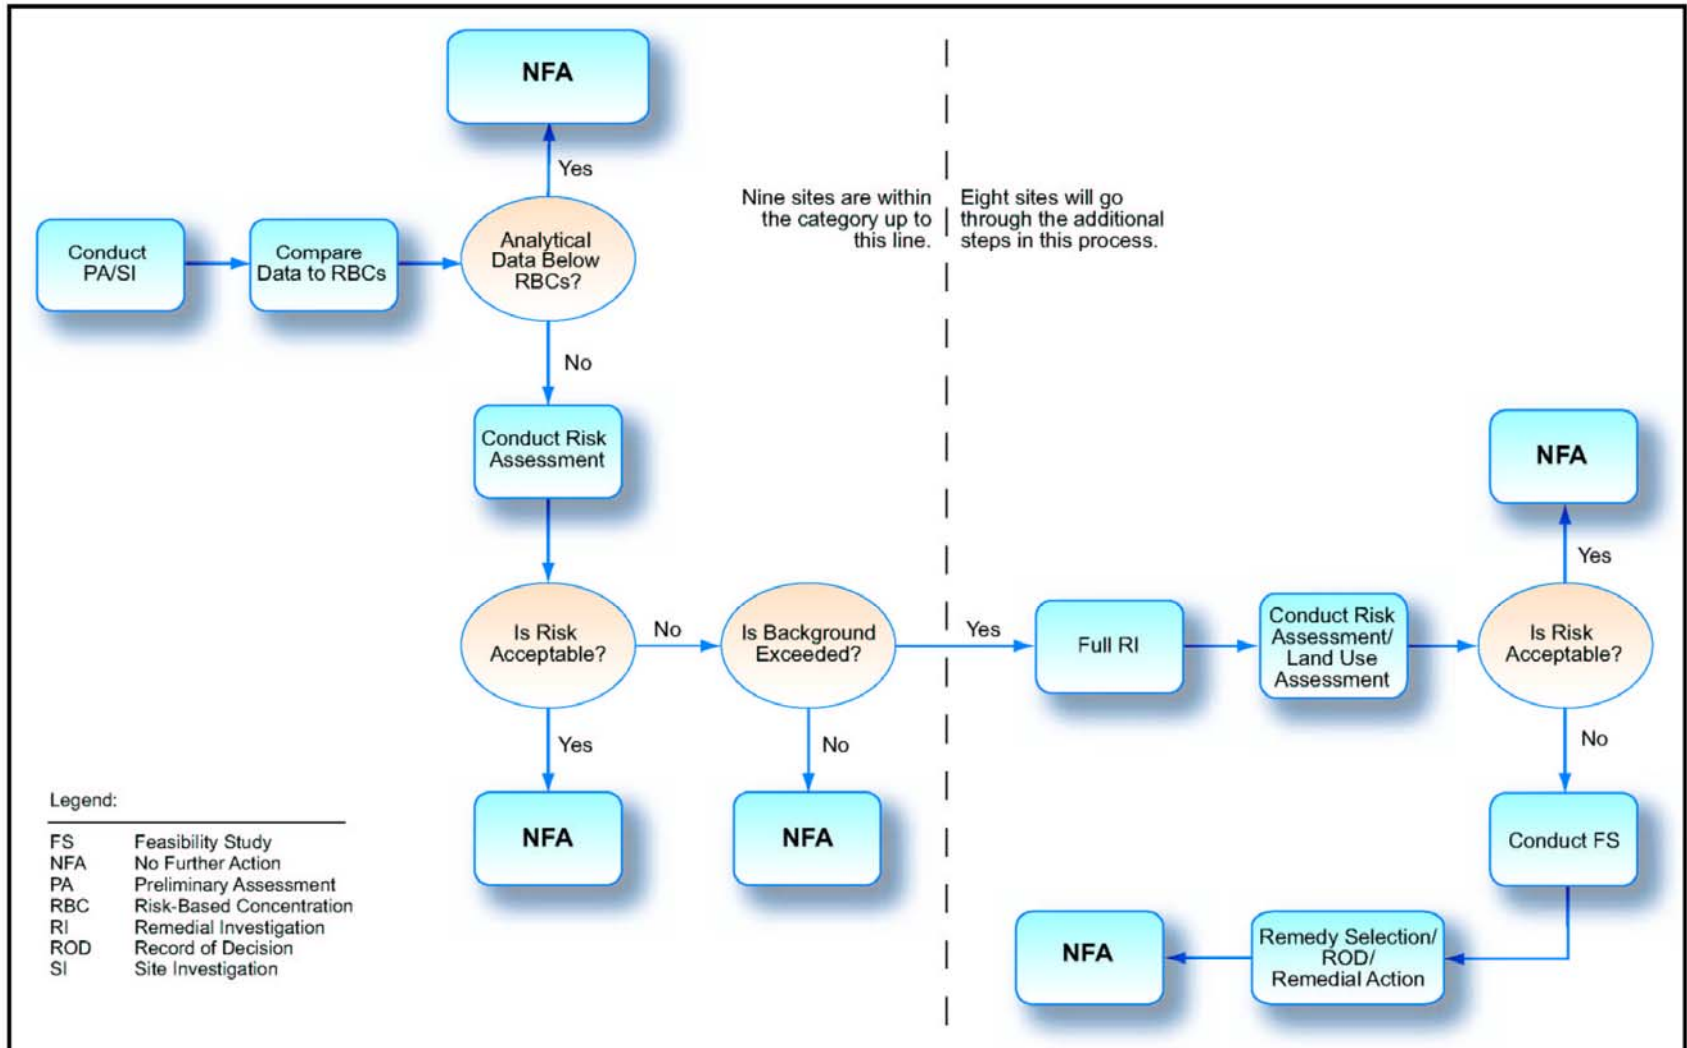 NFA
Yes
Nine sites are within
the category up to
this line.
Eight sites will go
through the additional
steps in this process.
Conduct
PA/SI
Compare
Data to RBCs
Analytical
Data Below
RBCs?
No
Conduct Risk
Assessment
Is Risk
Acceptable?
No
Is Background
Exceeded?
Yes
Full RI
Conduct Risk
Assessment/
Land Use
Assessment
Is Risk
Acceptable?
Yes
NFA
Yes
NFA
No
NFA
No
Conduct FS
Remedy Selection/
ROD/
Remedial Action
NFA
Legend:
FS Feasibility Study
NFA No Further Action
PA Preliminary Assessment
RBC Risk-Based Concentration
RI Remedial Investigation
ROD Record of Decision
SI Site Investigation